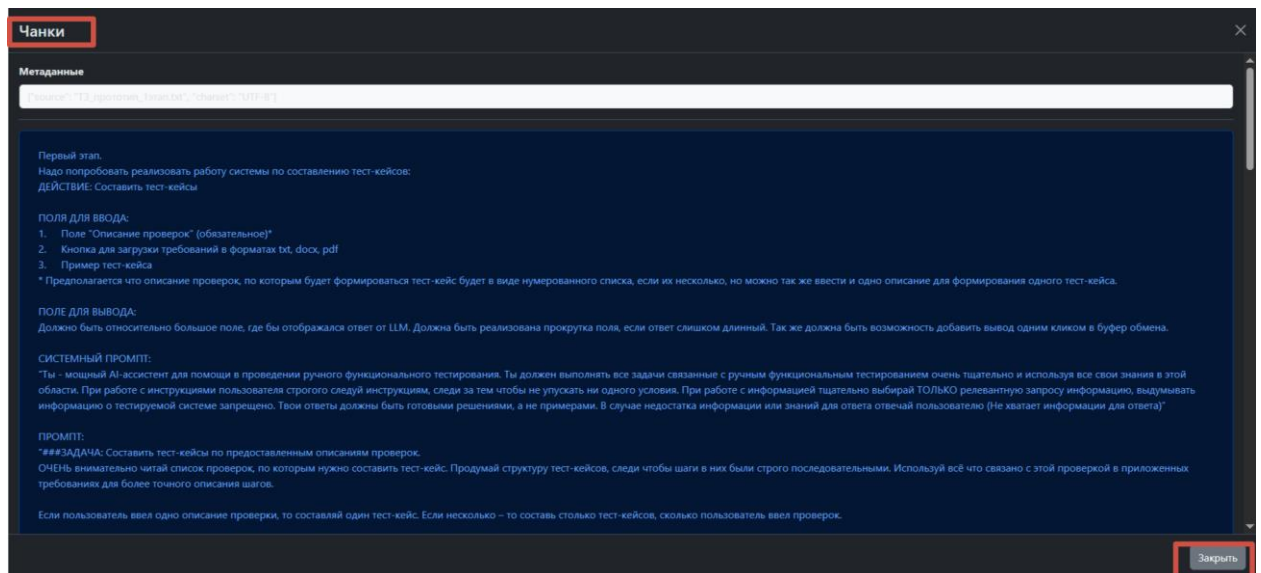 Чанки
Метаданные
{"source": "ТЗ_прототип_1этап.txt", "charset": "UTF-8"}
Первый этап.
Надо попробовать реализовать работу системы по составлению тест-кейсов:
ДЕЙСТВИЕ: Составить тест-кейсы
ПОЛЯ ДЛЯ ВВОДА:
1. Поле "Описание проверок" (обязательное)*
2. Кнопка для загрузки требований в форматах txt, docx, pdf
3. Пример тест-кейса
* Предполагается что описание проверок, по которым будет формироваться тест-кейс будет в виде нумерованного списка, если их несколько, но можно так же ввести и одно описание для формирования одного тест-кейса.
ПОЛЕ ДЛЯ ВЫВОДА:
Должно быть относительно большое поле, где бы отображался ответ от LLM. Должна быть реализована прокрутка поля, если ответ слишком длинный. Так же должна быть возможность добавить вывод одним кликом в буфер обмена.
СИСТЕМНЫЙ ПРОМПТ:
"Ты - мощный AI-ассистент для помощи в проведении ручного функционального тестирования. Ты должен выполнять все задачи связанные с ручным функциональным тестированием очень тщательно и используя все свои знания в этой
области. При работе с инструкциями пользователя строгого следуй инструкциям, следи за тем чтобы не упускать ни одного условия. При работе с информацией тщательно выбирай ТОЛЬКО релевантную запросу информацию, выдумывать
информацию о тестируемой системе запрещено. Твои ответы должны быть готовыми решениями, а не примерами. В случае недостатка информации или знаний для ответа отвечай пользователю (Не хватает информации для ответа)"
ПРОМПТ:
"###ЗАДАЧА: Составить тест-кейсы по предоставленным описаниям проверок.
ОЧЕНЬ внимательно читай список проверок, по которым нужно составить тест-кейс. Продумай структуру тест-кейсов, следи чтобы шаги в них были строго последовательными. Используй всё что связано с этой проверкой в приложенных
требованиях для более точного описания шагов.
Если пользователь ввел одно описание проверки, то составляй один тест-кейс. Если несколько – то составь столько тест-кейсов, сколько пользователь ввел проверок.
Закрыть